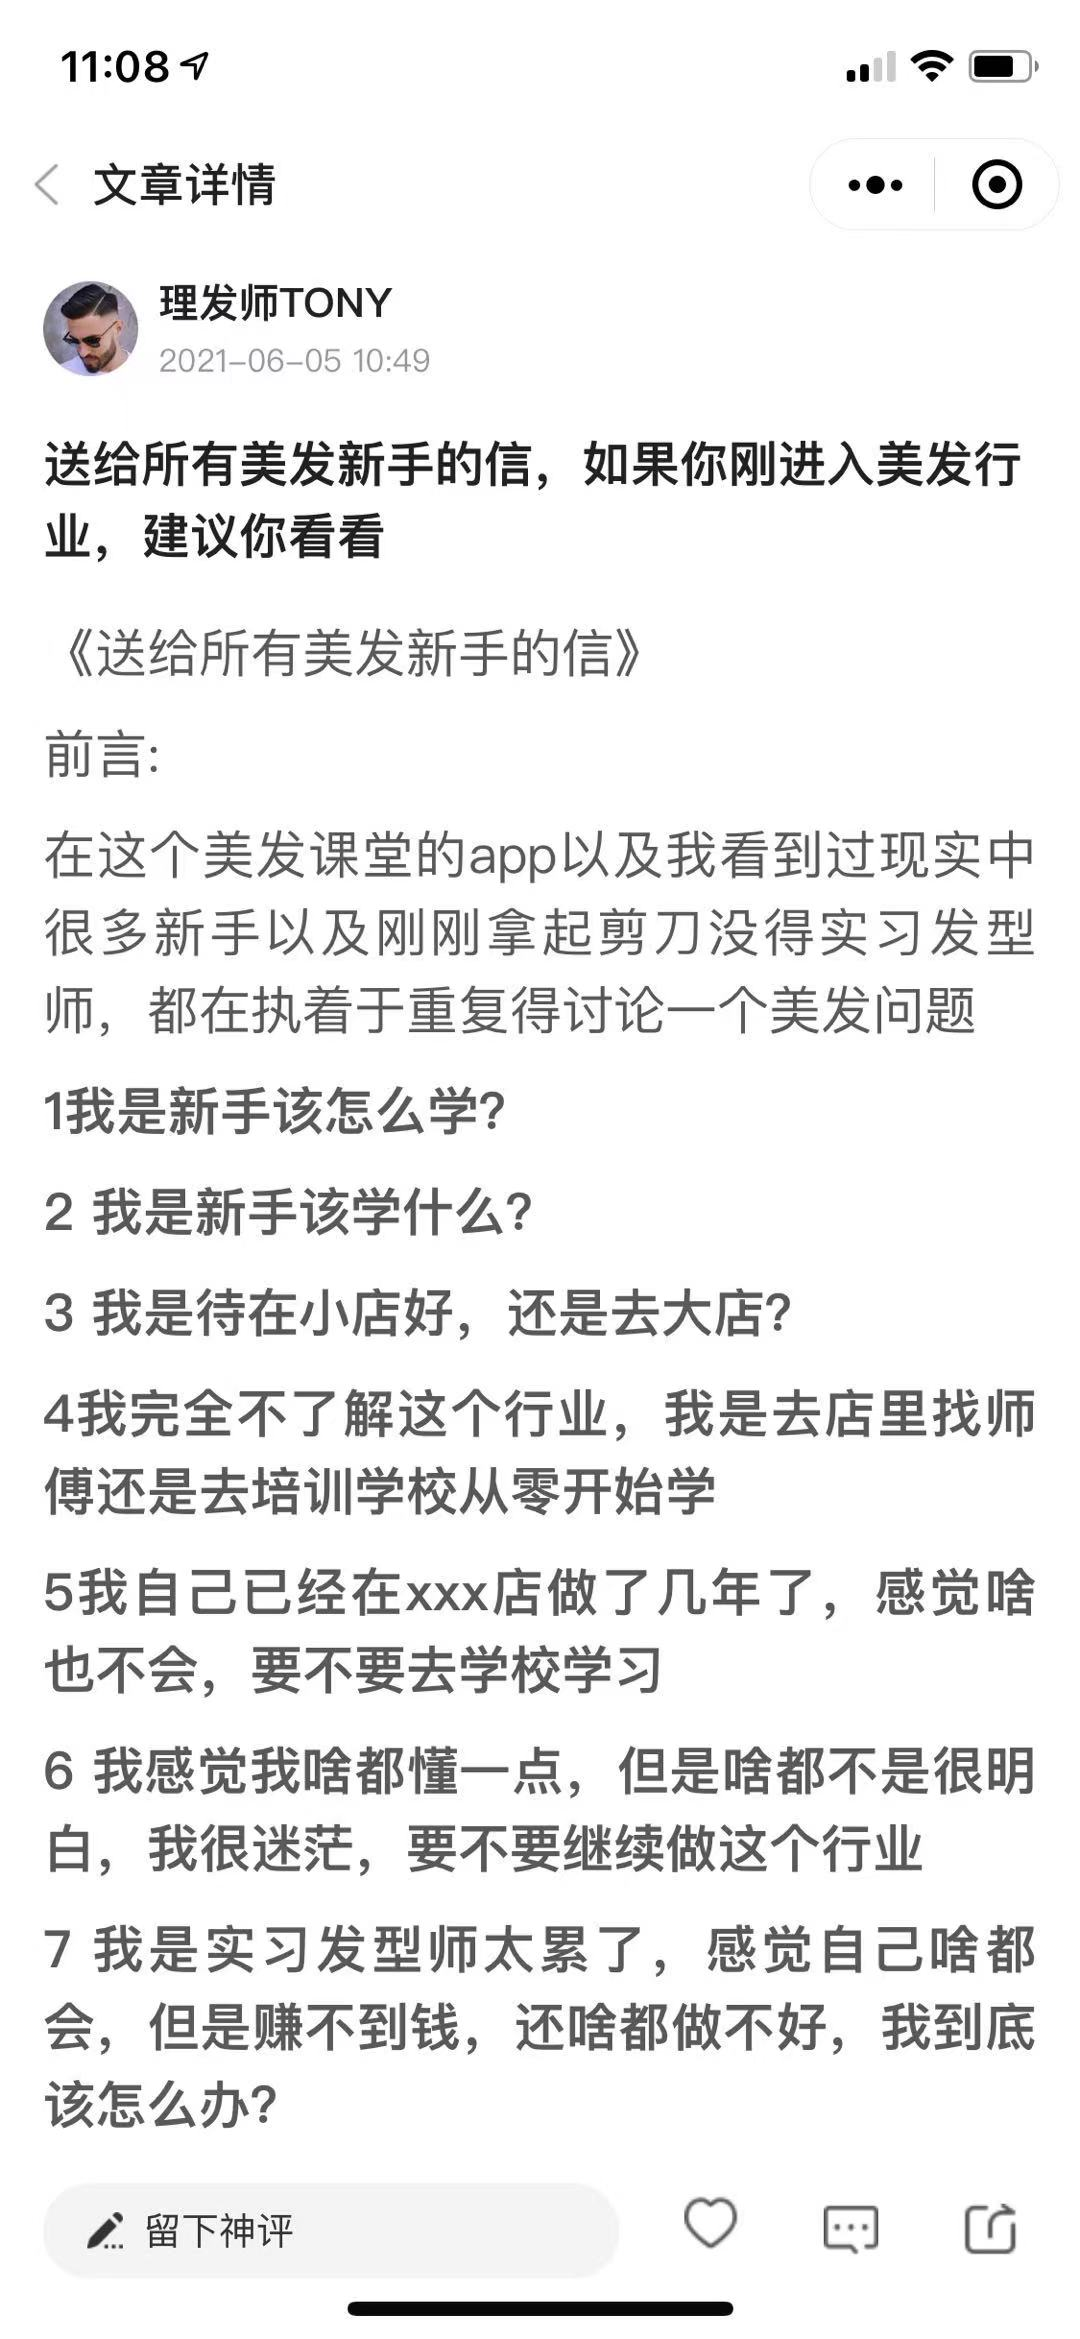 11:08
文章详情
理发师TONY
2021-06-05 10:49
送给所有美发新手的信，如果你刚进入美发行
业，建议你看看
《送给所有美发新手的信》
前言:
在这个美发课堂的app以及我看到过现实中
很多新手以及刚刚拿起剪刀没得实习发型
师，都在执着于重复得讨论一个美发问题
1我是新手该怎么学?
2 我是新手该学什么?
3 我是待在小店好，还是去大店?
4我完全不了解这个行业，我是去店里找师
傅还是去培训学校从零开始学
5我自己已经在xxx店做了几年了，感觉啥
也不会，要不要去学校学习
6 我感觉我啥都懂一点，但是啥都不是很明
白，我很迷茫，要不要继续做这个行业
7 我是实习发型师太累了，感觉自己啥都
会，但是赚不到钱，还啥都做不好，我到底
该怎么办?
留下神评